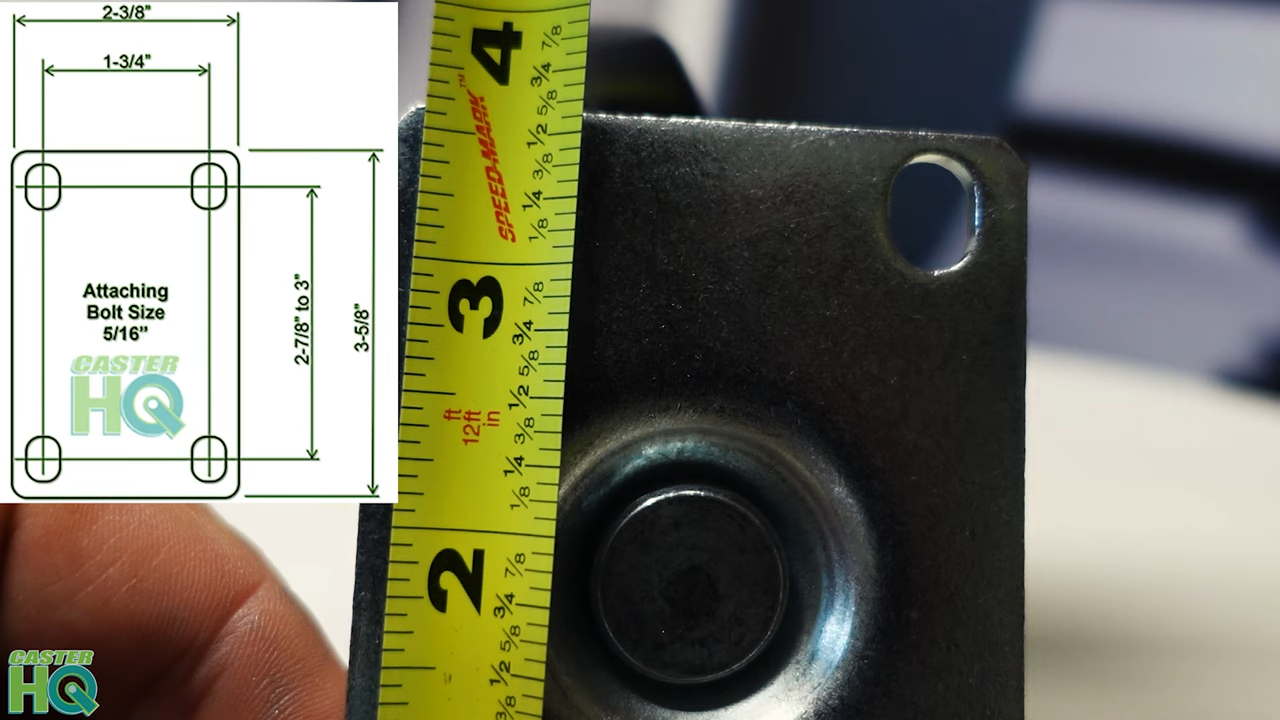 2-3/8"
1-3/4"
Attaching
Bolt Size
5/16"
CASTER
HQ
2-7/8" to 3"
3-5/8"
4
7/8
3/4
5/8
1/2
3/8
1/4
1/8
SPEED-MARK™
3
7/8
3/4
5/8
1/2
3/8
1/4
1/8
ft
12ft
in
2
7/8
3/4
5/8
1/2
3/8
CASTER
HQ